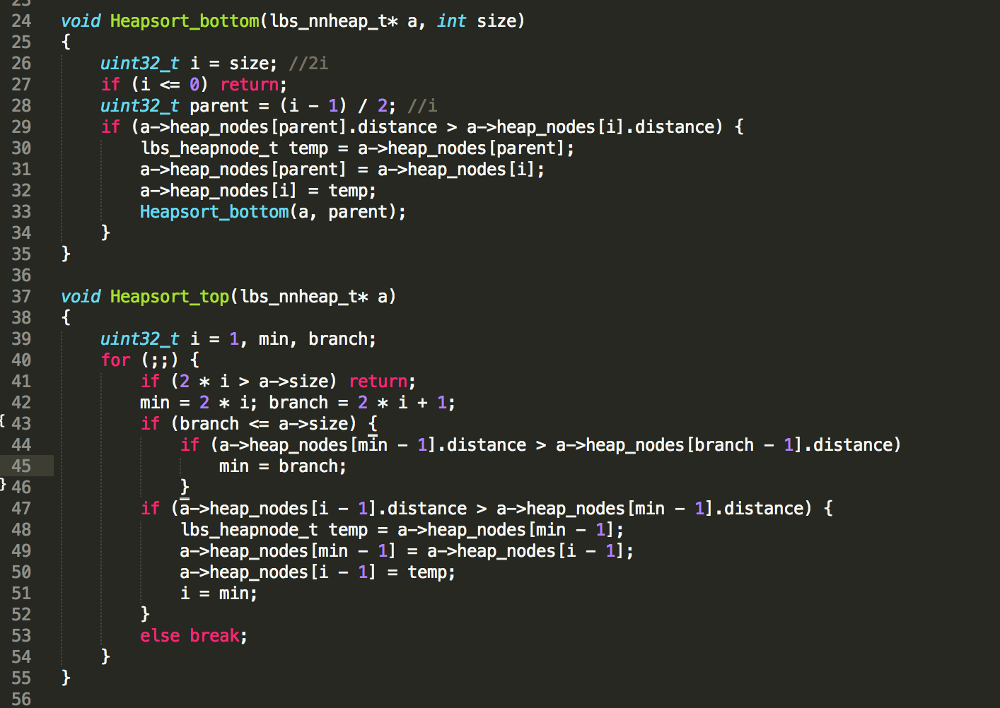 23
24 void Heapsort_bottom(lbs_nnheap_t* a, int size)
25 {
26     uint32_t i = size; //2i
27     if (i <= 0) return;
28     uint32_t parent = (i - 1) / 2; //i
29     if (a->heap_nodes[parent].distance > a->heap_nodes[i].distance) {
30         lbs_heapnode_t temp = a->heap_nodes[parent];
31         a->heap_nodes[parent] = a->heap_nodes[i];
32         a->heap_nodes[i] = temp;
33         Heapsort_bottom(a, parent);
34     }
35 }
36
37 void Heapsort_top(lbs_nnheap_t* a)
38 {
39     uint32_t i = 1, min, branch;
40     for (;;) {
41         if (2 * i > a->size) return;
42         min = 2 * i; branch = 2 * i + 1;
{ 43         if (branch <= a->size) {
44             if (a->heap_nodes[min - 1].distance > a->heap_nodes[branch - 1].distance)
45                 min = branch;
} 46             }
47         if (a->heap_nodes[i - 1].distance > a->heap_nodes[min - 1].distance) {
48             lbs_heapnode_t temp = a->heap_nodes[min - 1];
49             a->heap_nodes[min - 1] = a->heap_nodes[i - 1];
50             a->heap_nodes[i - 1] = temp;
51             i = min;
52         }
53         else break;
54     }
55 }
56